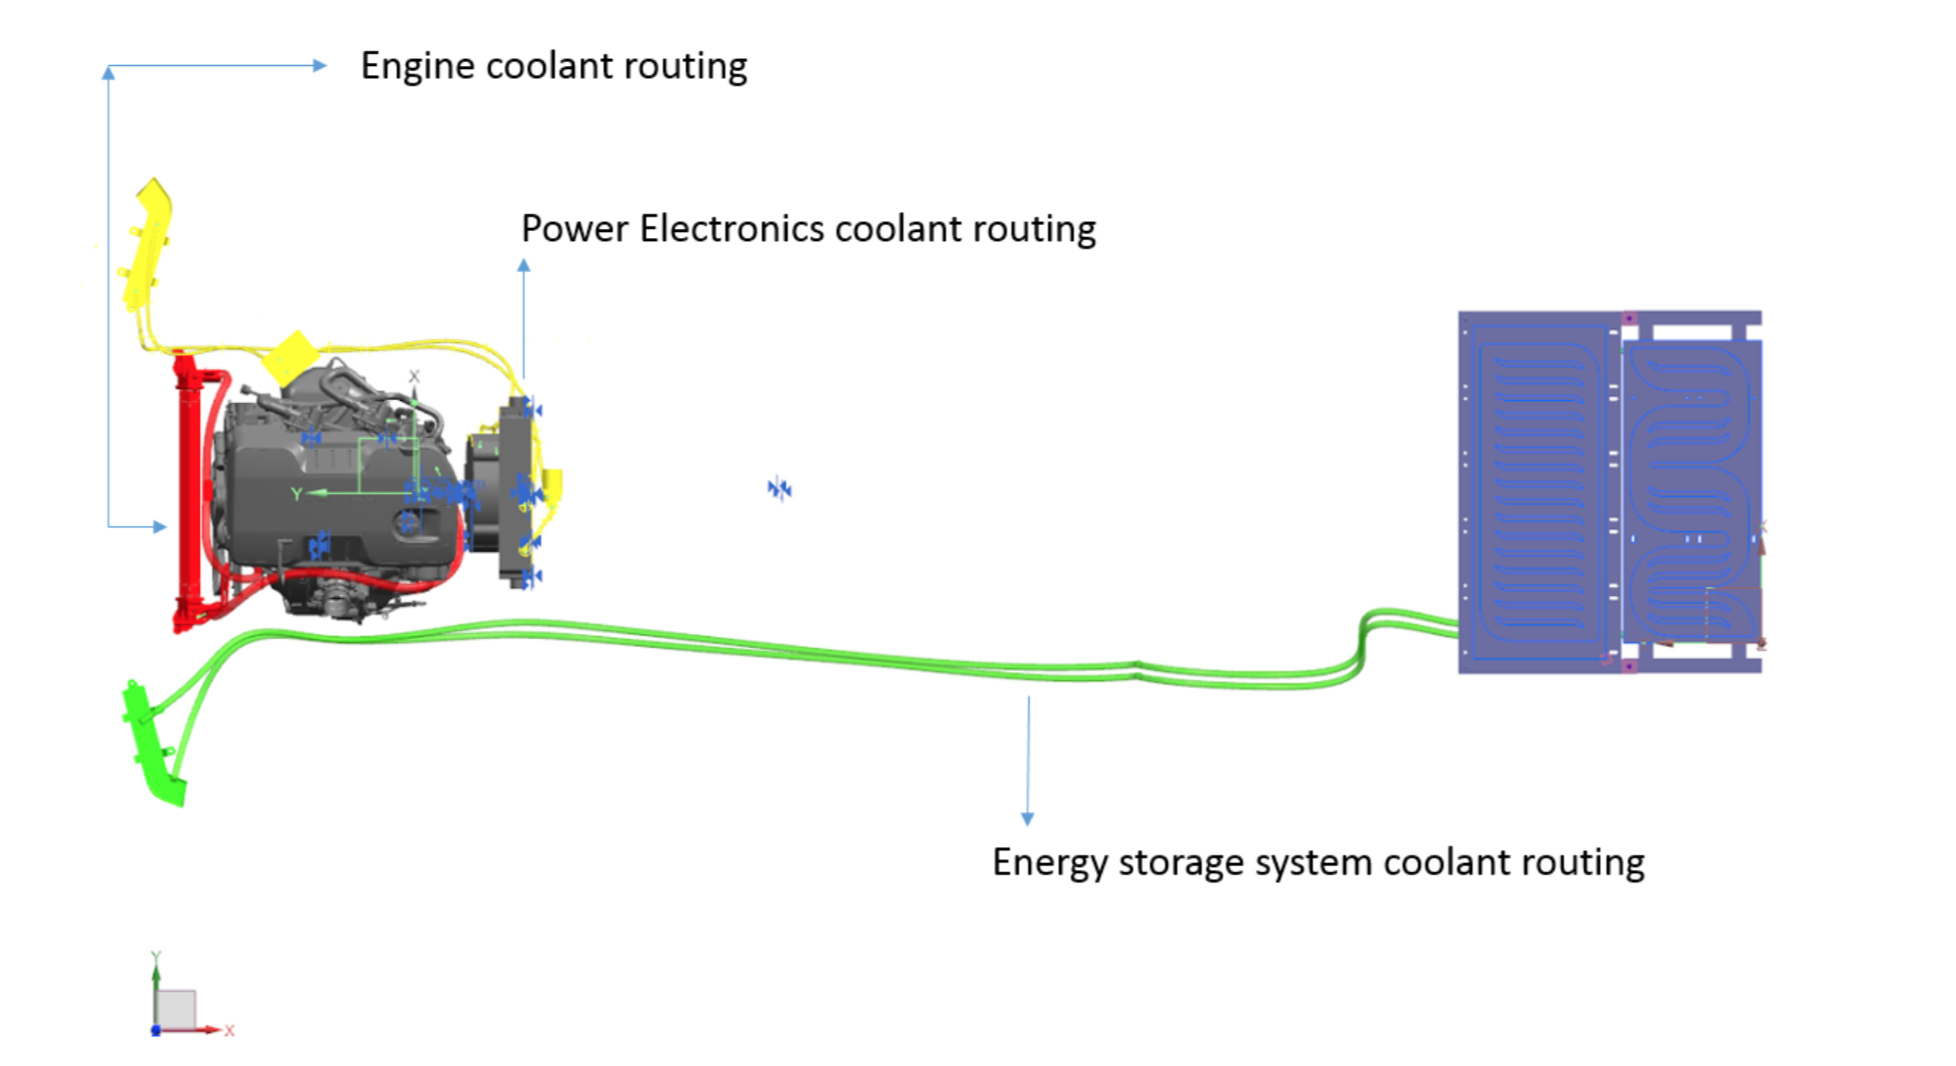 Engine coolant routing
Power Electronics coolant routing
X
Y
Energy storage system coolant routing
Y
X